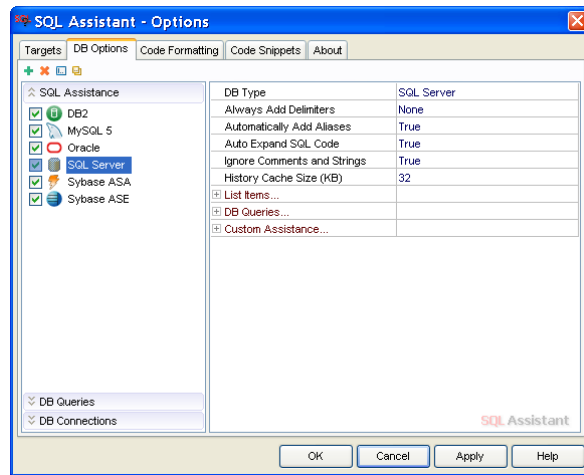 SQL Assistant - Options
Targets DB Options Code Formatting Code Snippets About
SQL Assistance
DB2
MySQL 5
Oracle
SQL Server
Sybase ASA
Sybase ASE
DB Queries
DB Connections
DB Type SQL Server
Always Add Delimiters None
Automatically Add Aliases True
Auto Expand SQL Code True
Ignore Comments and Strings True
History Cache Size (KB) 32
List Items...
DB Queries...
Custom Assistance...
SQL Assistant
OK Cancel Apply Help